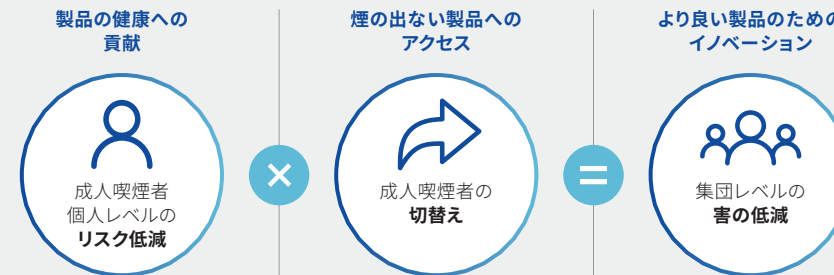 製品の健康への
貢献
煙の出ない製品への
アクセス
より良い製品のための
イノベーション
成人喫煙者
個人レベルの
リスク低減
×
成人喫煙者の
切替え
=
集団レベルの
害の低減